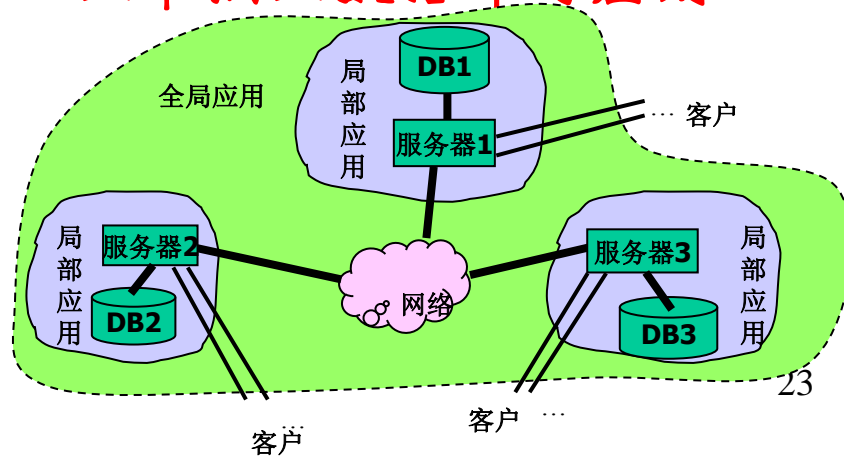 全局应用
局部应用
DB1
服务器1
… 客户
局部应用
服务器2
DB2
网络
服务器3
局部应用
DB3
23
…
客户
客户 …